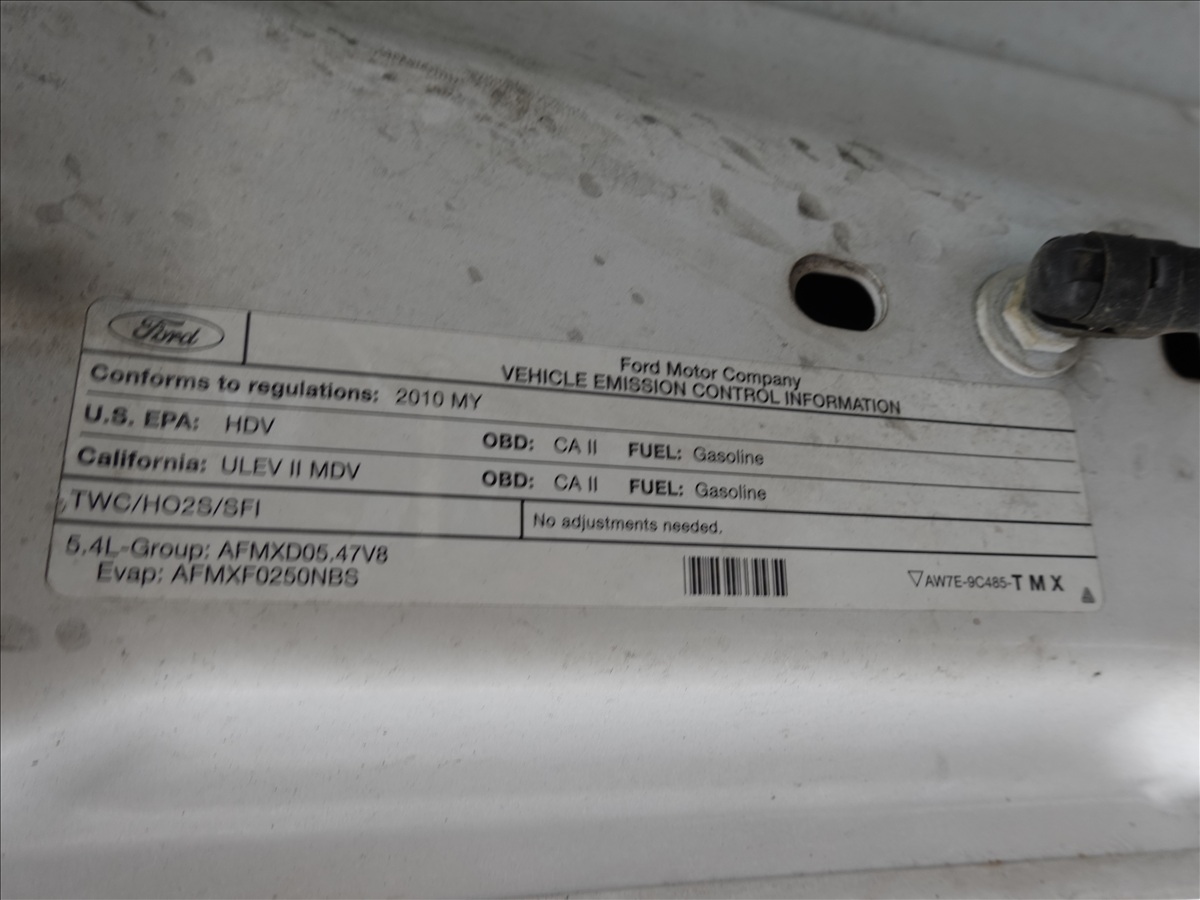 Ford
Ford Motor Company
VEHICLE EMISSION CONTROL INFORMATION
Conforms to regulations: 2010 MY
U.S. EPA: HDV OBD: CA II FUEL: Gasoline
California: ULEV II MDV OBD: CA II FUEL: Gasoline
TWC/HO2S/SFI No adjustments needed.
5.4L-Group: AFMXD05.47V8
Evap: AFMXF0250NBS
▽AW7E-9C485-T M X